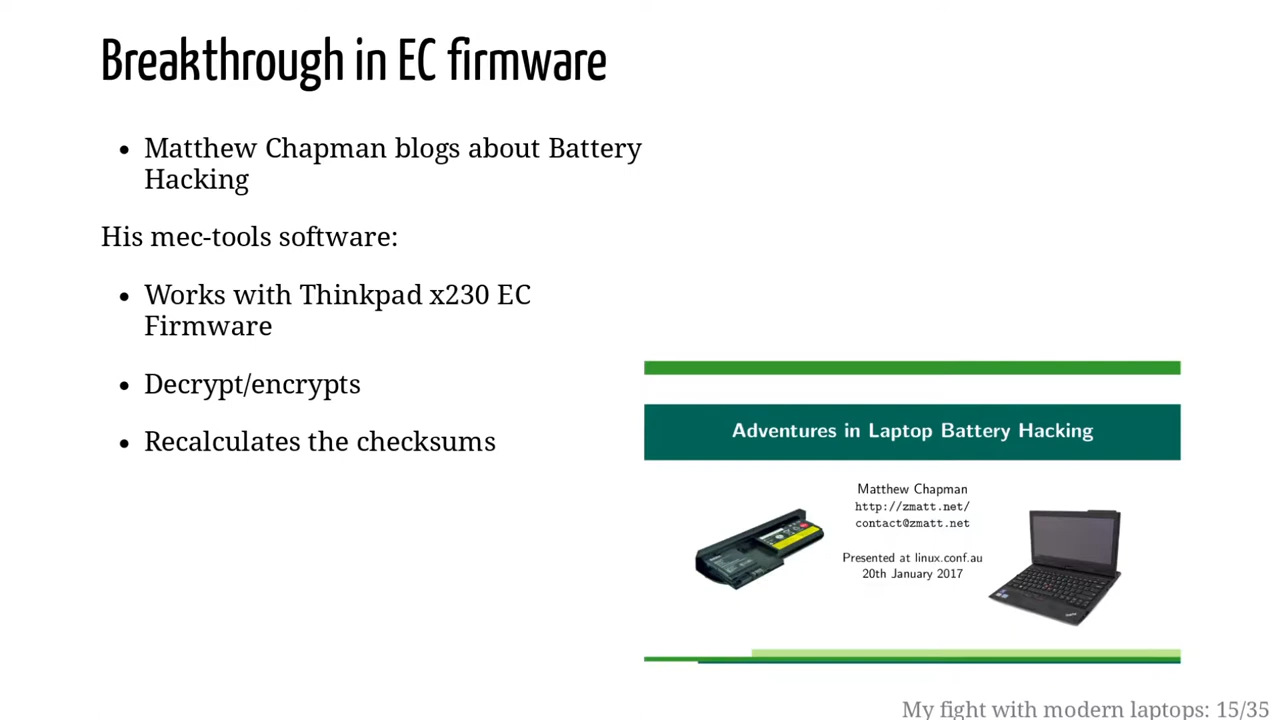 Breakthrough in EC firmware
• Matthew Chapman blogs about Battery
Hacking
His mec-tools software:
• Works with Thinkpad x230 EC
Firmware
• Decrypt/encrypts
• Recalculates the checksums
Adventures in Laptop Battery Hacking
Matthew Chapman
http://zmatt.net/
contact@zmatt.net
Presented at linux.conf.au
20th January 2017
My fight with modern laptops: 15/35